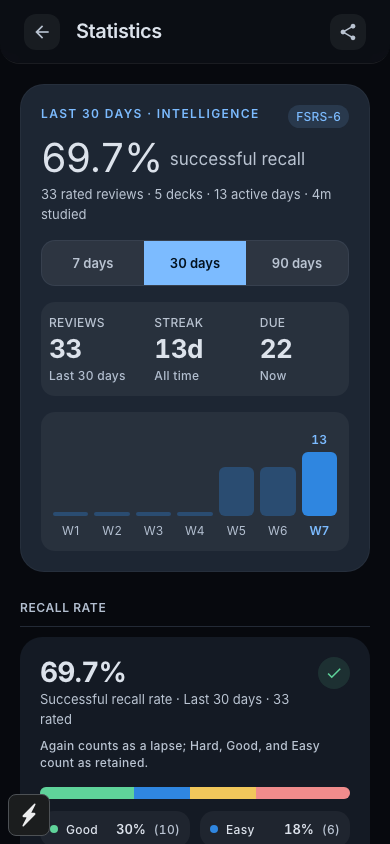 Statistics
LAST 30 DAYS · INTELLIGENCE
FSRS-6
69.7% successful recall
33 rated reviews · 5 decks · 13 active days · 4m
studied
7 days 30 days 90 days
REVIEWS STREAK DUE
33 13d 22
Last 30 days All time Now
13
W1 W2 W3 W4 W5 W6 W7
RECALL RATE
69.7%
Successful recall rate · Last 30 days · 33
rated
Again counts as a lapse; Hard, Good, and Easy
count as retained.
Good 30% (10) Easy 18% (6)